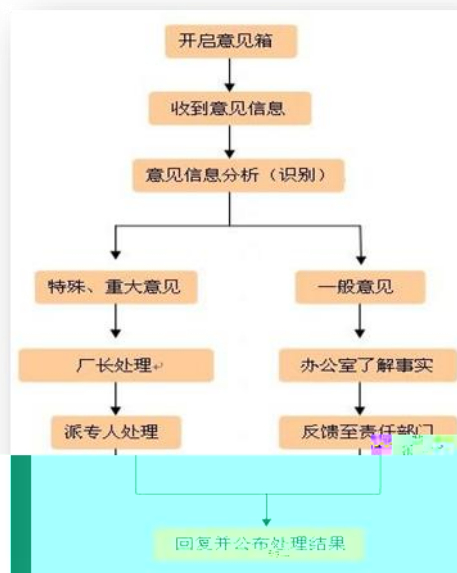 开启意见箱
收到意见信息
意见信息分析（识别）
特殊、重大意见
一般意见
厂长处理
办公室了解事实
派专人处理
反馈至责任部门
回复并公布处理结果